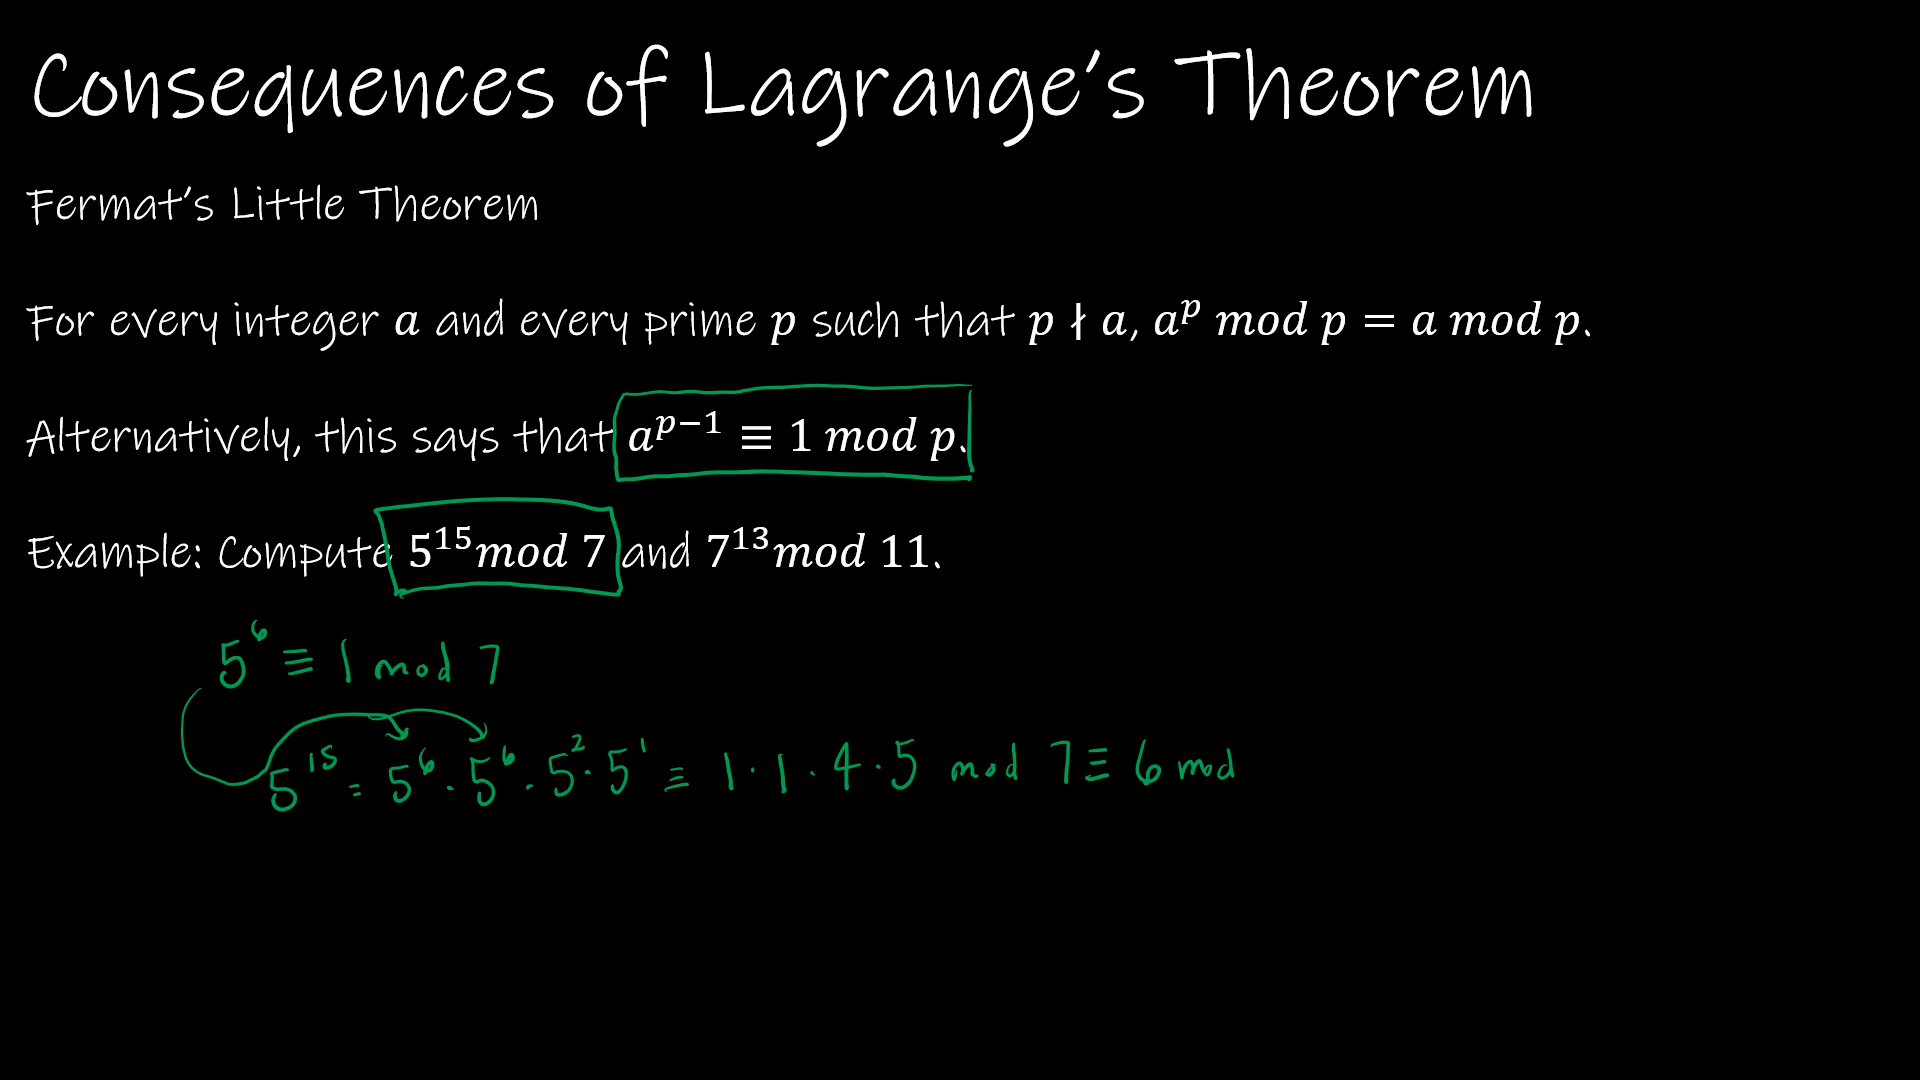 Consequences of Lagrange's Theorem
Fermat's Little Theorem
For every integer a and every prime p such that p ∤ a, a^p mod p = a mod p.
Alternatively, this says that a^{p−1} ≡ 1 mod p.
Example: Compute 5^{15} mod 7 and 7^{13} mod 11.
5^6 ≡ 1 mod 7
5^{15} = 5^6 · 5^6 · 5^2 · 5^1 ≡ 1 · 1 · 4 · 5 mod 7 ≡ 6 mod